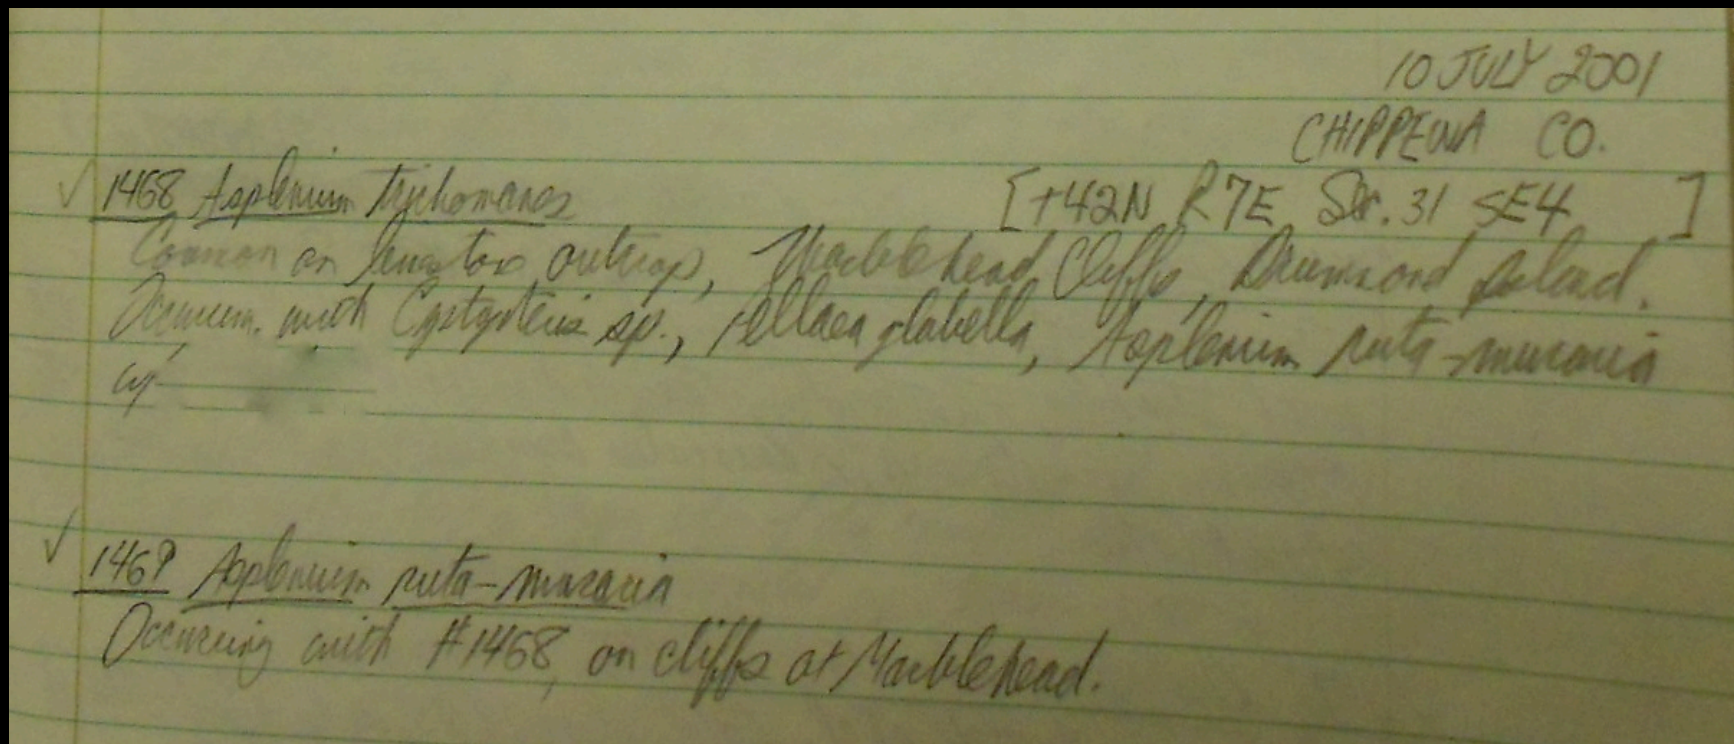 10 JULY 2001
CHIPPEWA CO.
√ 1468 Asplenium trichomanes [T42N R7E Sec. 31 SE4 ]
Common on limestone outcrop, Marblehead Cliffs, Drummond Island.
with Cystopteris sp., Pellaea glabella, Asplenium ruta-muraria
√ 1469 Asplenium ruta-muraria
Occurring with #1468, on cliffs at Marblehead.